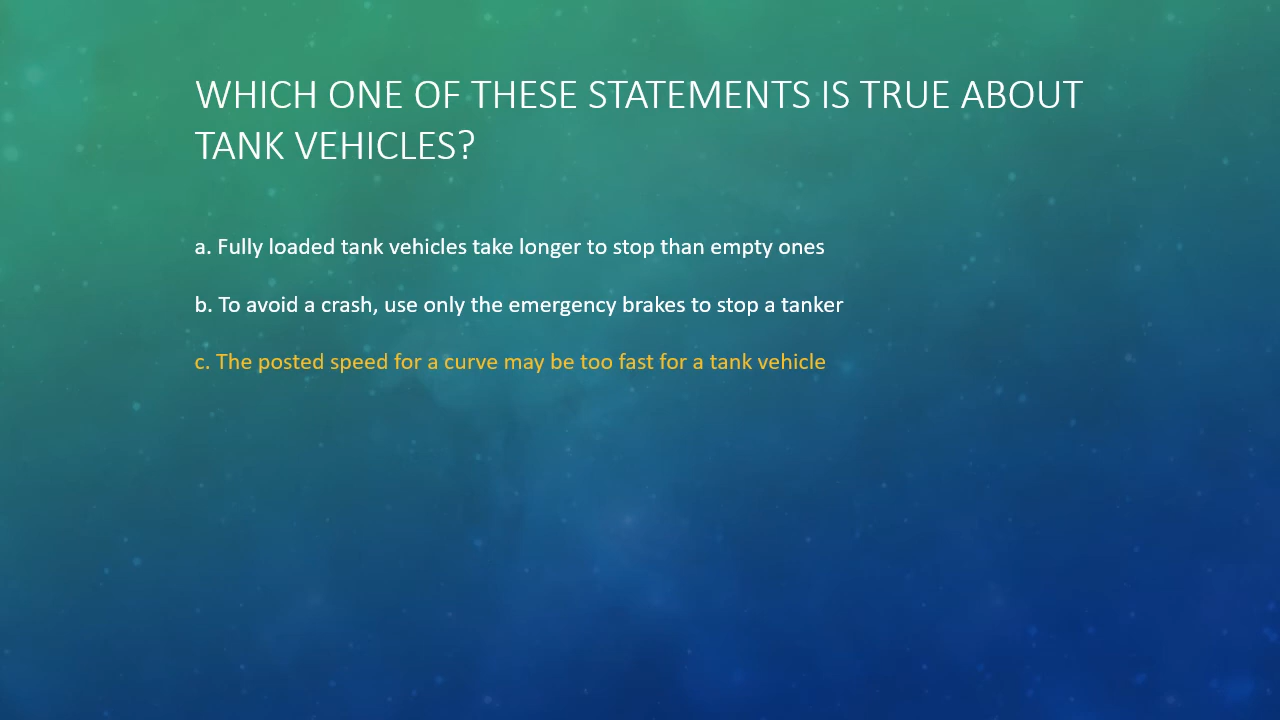 WHICH ONE OF THESE STATEMENTS IS TRUE ABOUT
TANK VEHICLES?
a. Fully loaded tank vehicles take longer to stop than empty ones
b. To avoid a crash, use only the emergency brakes to stop a tanker
c. The posted speed for a curve may be too fast for a tank vehicle